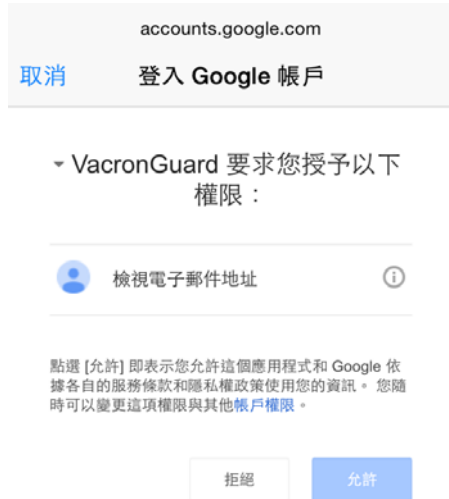 accounts.google.com
取消 登入 Google 帳戶
VacronGuard 要求您授予以下
權限：
檢視電子郵件地址
點選 [允許] 即表示您允許這個應用程式和 Google 依
據各自的服務條款和隱私權政策使用您的資訊。 您隨
時可以變更這項權限與其他帳戶權限。
拒絕 允許